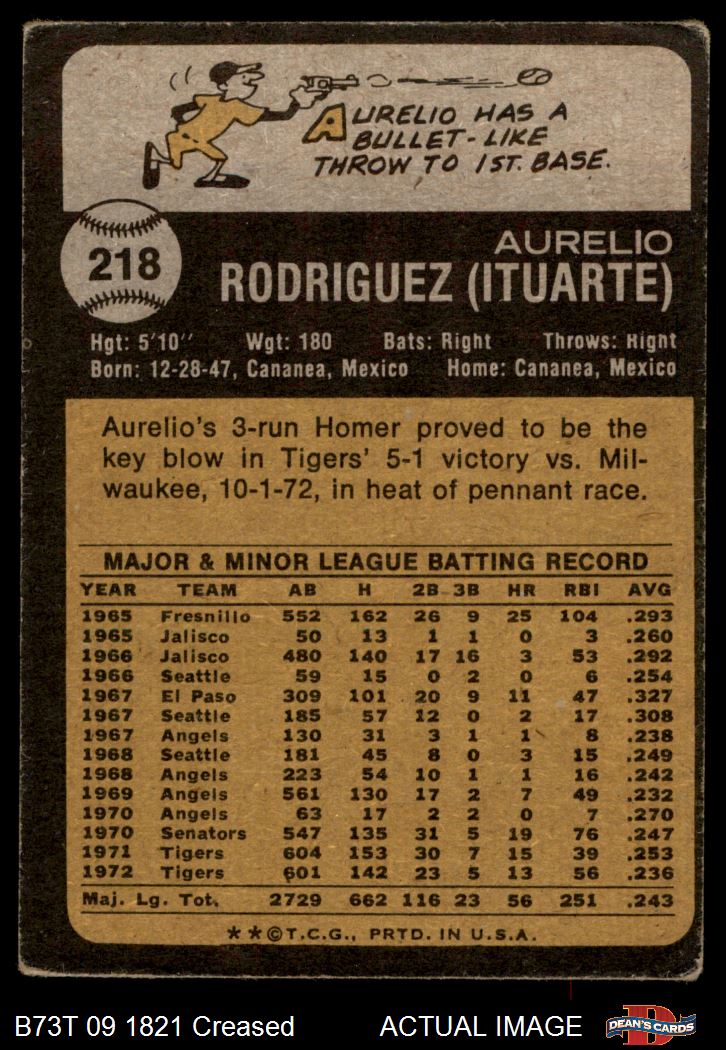 AURELIO HAS A
BULLET-LIKE
THROW TO 1ST. BASE.
218
AURELIO
RODRIGUEZ (ITUARTE)
Hgt: 5'10" Wgt: 180 Bats: Right Throws: Right
Born: 12-28-47, Cananea, Mexico Home: Cananea, Mexico
Aurelio's 3-run Homer proved to be the
key blow in Tigers' 5-1 victory vs. Mil-
waukee, 10-1-72, in heat of pennant race.
MAJOR & MINOR LEAGUE BATTING RECORD
YEAR TEAM AB H 2B 3B HR RBI AVG
1965 Fresnillo 552 162 26 9 25 104 .293
1965 Jalisco 50 13 1 1 0 3 .260
1966 Jalisco 480 140 17 16 3 53 .292
1966 Seattle 59 15 0 2 0 6 .254
1967 El Paso 309 101 20 9 11 47 .327
1967 Seattle 185 57 12 0 2 17 .308
1967 Angels 130 31 3 1 1 8 .238
1968 Seattle 181 45 8 0 3 15 .249
1968 Angels 223 54 10 1 1 16 .242
1969 Angels 561 130 17 2 7 49 .232
1970 Angels 63 17 2 2 0 7 .270
1970 Senators 547 135 31 5 19 76 .247
1971 Tigers 604 153 30 7 15 39 .253
1972 Tigers 601 142 23 5 13 56 .236
Maj. Lg. Tot. 2729 662 116 23 56 251 .243
**©T.C.G., PRTD. IN U.S.A.
B73T 09 1821 Creased ACTUAL IMAGE
D
DEAN'S CARDS